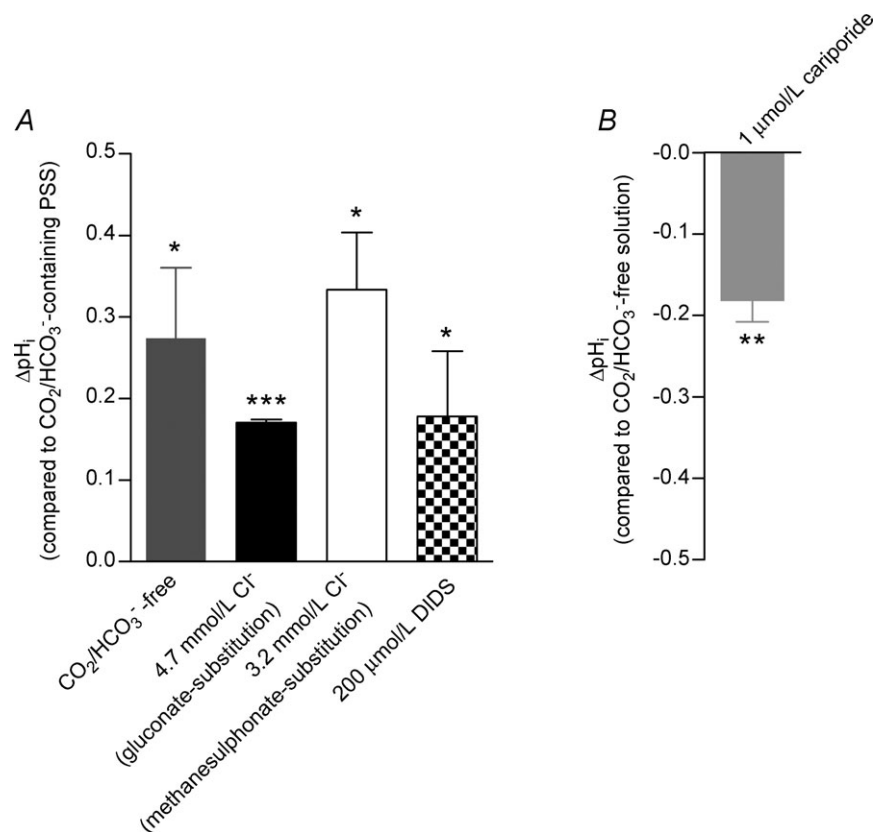 A
ΔpHᵢ
(compared to CO₂/HCO₃⁻-containing PSS)
0.5
0.4
0.3
0.2
0.1
0.0
*
***
*
*
CO₂/HCO₃⁻-free
4.7 mmol/L Cl⁻
(gluconate-substitution)
3.2 mmol/L Cl⁻
(methanesulphonate-substitution)
200 μmol/L DIDS
B
1 μmol/L cariporide
ΔpHᵢ
(compared to CO₂/HCO₃⁻-free solution)
-0.0
-0.1
-0.2
-0.3
-0.4
-0.5
**